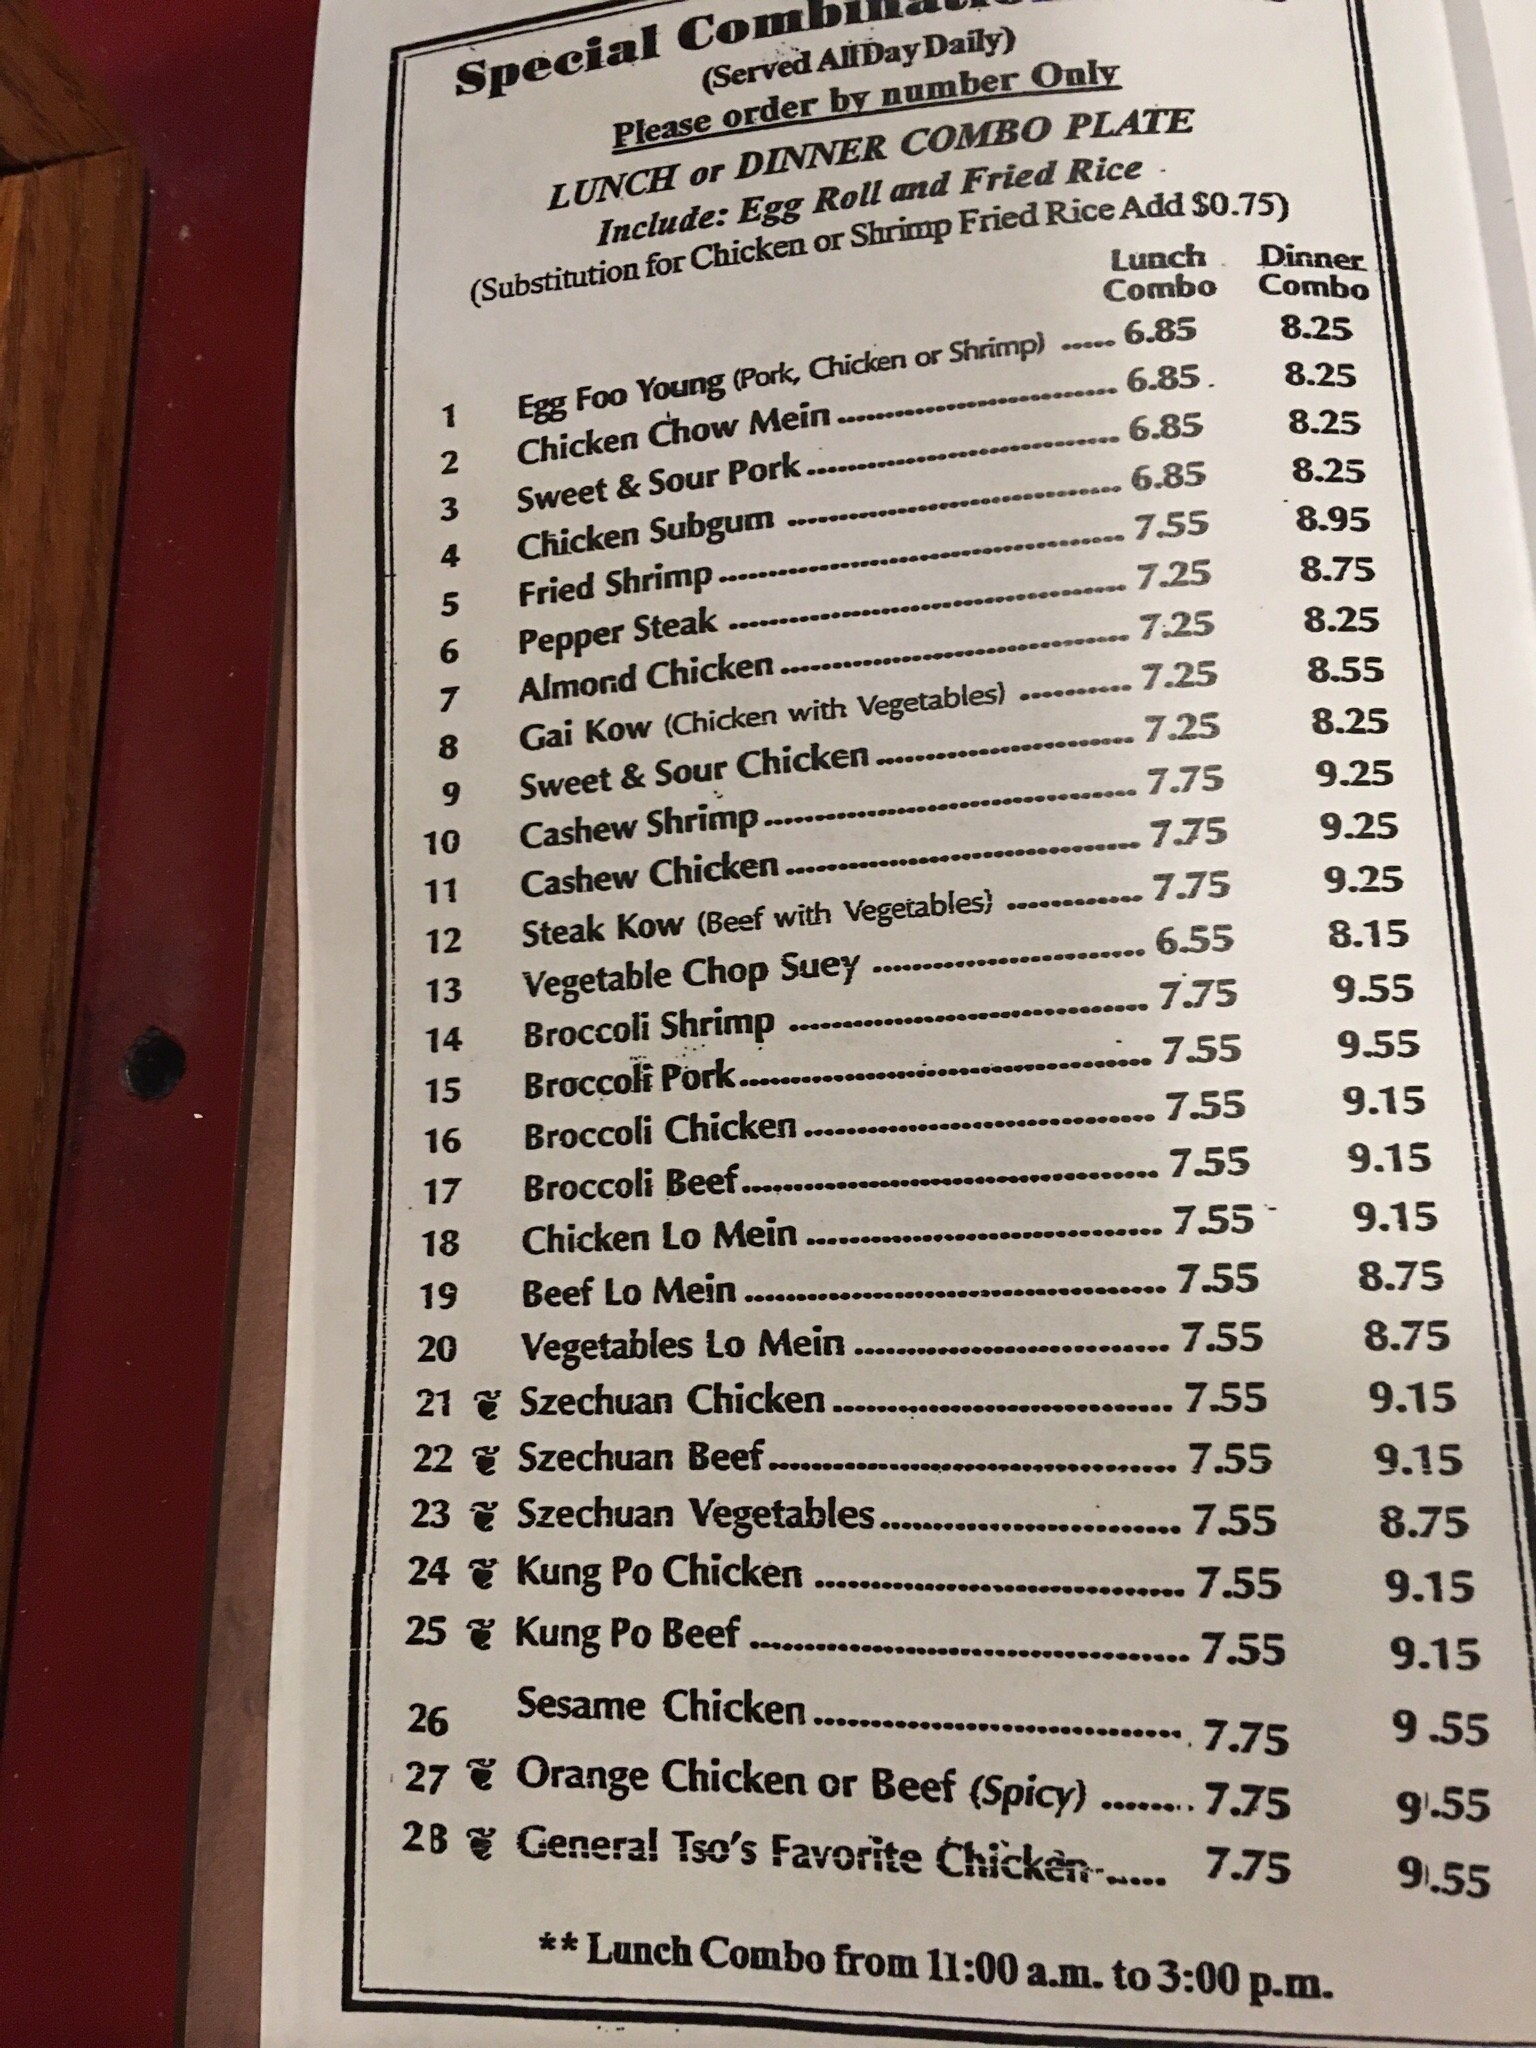 Special Combination
(Served All Day Daily)
Please order by number Only
LUNCH or DINNER COMBO PLATE
Include: Egg Roll and Fried Rice
(Substitution for Chicken or Shrimp Fried Rice Add $0.75)
Lunch Combo Dinner Combo
1 Egg Foo Young (Pork, Chicken or Shrimp) ..... 6.85 8.25
2 Chicken Chow Mein ..... 6.85 8.25
3 Sweet & Sour Pork ..... 6.85 8.25
4 Chicken Subgum ..... 6.85 8.25
5 Fried Shrimp ..... 7.55 8.95
6 Pepper Steak ..... 7.25 8.75
7 Almond Chicken ..... 7.25 8.25
8 Gai Kow (Chicken with Vegetables) ..... 7.25 8.55
9 Sweet & Sour Chicken ..... 7.25 8.25
10 Cashew Shrimp ..... 7.75 9.25
11 Cashew Chicken ..... 7.75 9.25
12 Steak Kow (Beef with Vegetables) ..... 7.75 9.25
13 Vegetable Chop Suey ..... 6.55 8.15
14 Broccoli Shrimp ..... 7.75 9.55
15 Broccoli Pork ..... 7.55 9.55
16 Broccoli Chicken ..... 7.55 9.15
17 Broccoli Beef ..... 7.55 9.15
18 Chicken Lo Mein ..... 7.55 9.15
19 Beef Lo Mein ..... 7.55 8.75
20 Vegetables Lo Mein ..... 7.55 8.75
21 Szechuan Chicken ..... 7.55 9.15
22 Szechuan Beef ..... 7.55 9.15
23 Szechuan Vegetables ..... 7.55 8.75
24 Kung Po Chicken ..... 7.55 9.15
25 Kung Po Beef ..... 7.55 9.15
26 Sesame Chicken ..... 7.75 9.55
27 Orange Chicken or Beef (Spicy) ..... 7.75 9.55
28 General Tso's Favorite Chicken ..... 7.75 9.55
** Lunch Combo from 11:00 a.m. to 3:00 p.m.